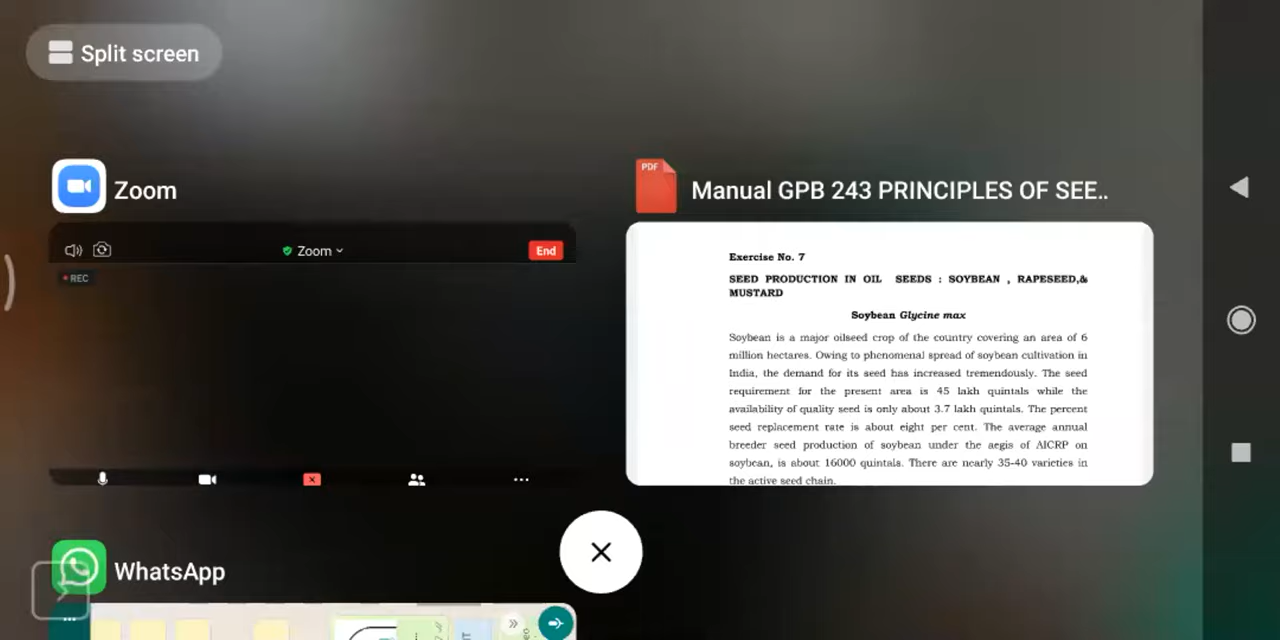 Split screen
Zoom
Zoom
End
REC
PDF
Manual GPB 243 PRINCIPLES OF SEE..
Exercise No. 7
SEED PRODUCTION IN OIL SEEDS : SOYBEAN , RAPESEED,&
MUSTARD
Soybean Glycine max
Soybean is a major oilseed crop of the country covering an area of 6
million hectares. Owing to phenomenal spread of soybean cultivation in
India, the demand for its seed has increased tremendously. The seed
requirement for the present area is 45 lakh quintals while the
availability of quality seed is only about 3.7 lakh quintals. The percent
seed replacement rate is about eight per cent. The average annual
breeder seed production of soybean under the aegis of AICRP on
soybean, is about 16000 quintals. There are nearly 35-40 varieties in
the active seed chain.
WhatsApp